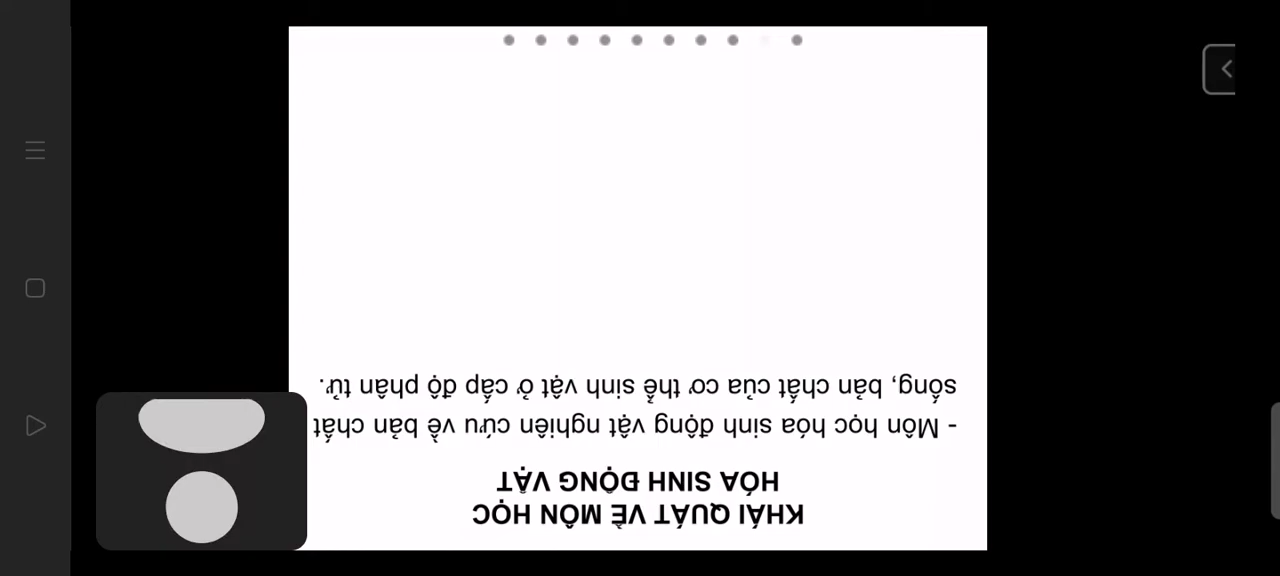 KHÁI QUÁT VỀ MÔN HỌC
HÓA SINH ĐỘNG VẬT
- Môn học hóa sinh động vật nghiên cứu về bản chất
sống, bản chất của cơ thể sinh vật ở cấp độ phân tử.